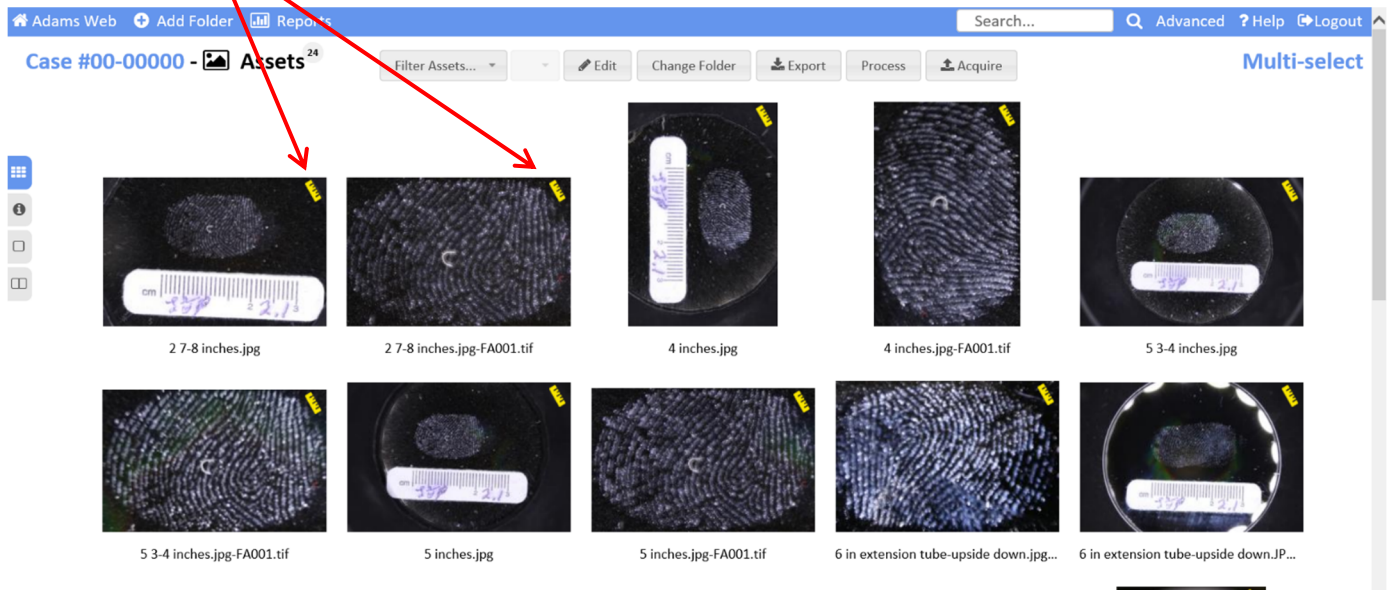 Adams Web Add Folder Reports Search... Advanced ? Help Logout
Case #00-00000 - Assets 24 Filter Assets... Edit Change Folder Export Process Acquire Multi-select
cm
2 7-8 inches.jpg 2 7-8 inches.jpg-FA001.tif 4 inches.jpg 4 inches.jpg-FA001.tif 5 3-4 inches.jpg
5 3-4 inches.jpg-FA001.tif 5 inches.jpg 5 inches.jpg-FA001.tif 6 in extension tube-upside down.jpg... 6 in extension tube-upside down.JP...